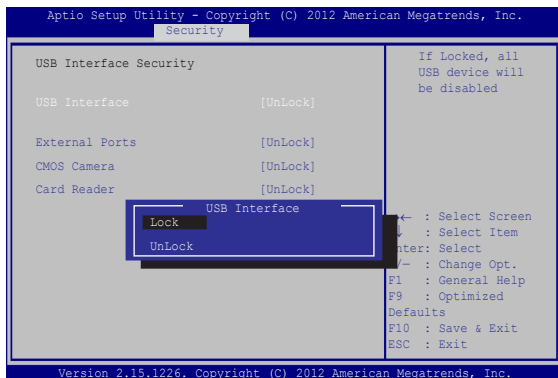 Aptio Setup Utility - Copyright (C) 2012 American Megatrends, Inc.
Security
USB Interface Security
USB Interface [UnLock]
External Ports [UnLock]
CMOS Camera [UnLock]
Card Reader [UnLock]
USB Interface
Lock
UnLock
If Locked, all
USB device will
be disabled
→← : Select Screen
: Select Item
Enter: Select
+/— : Change Opt.
F1 : General Help
F9 : Optimized
Defaults
F10 : Save & Exit
ESC : Exit
Version 2.15.1226. Copyright (C) 2012 American Megatrends, Inc.